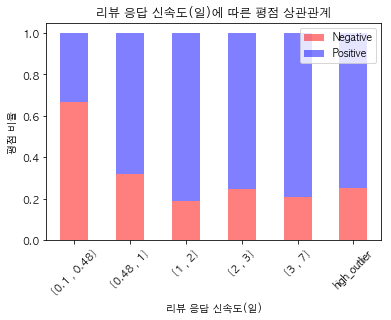 리뷰 응답 신속도(일)에 따른 평점 상관관계
Negative
Positive
평점 비율
1.0
0.8
0.6
0.4
0.2
0.0
{0.1 , 0.48}
{0.48 , 1}
{1 , 2}
{2 , 3}
{3 , 7}
hgh_outlier
리뷰 응답 신속도(일)